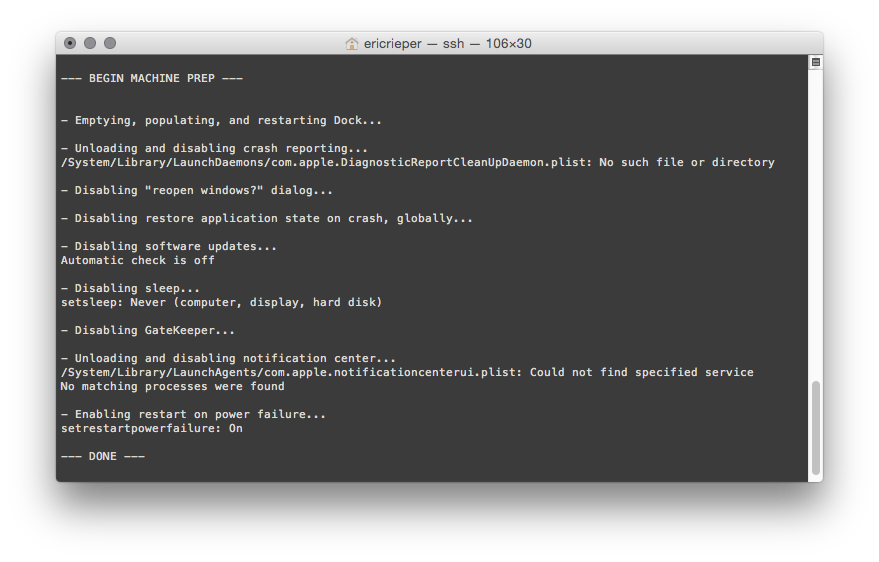 ericrieper — ssh — 106×30
--- BEGIN MACHINE PREP ---
- Emptying, populating, and restarting Dock...
- Unloading and disabling crash reporting...
/System/Library/LaunchDaemons/com.apple.DiagnosticReportCleanUpDaemon.plist: No such file or directory
- Disabling "reopen windows?" dialog...
- Disabling restore application state on crash, globally...
- Disabling software updates...
Automatic check is off
- Disabling sleep...
setsleep: Never (computer, display, hard disk)
- Disabling GateKeeper...
- Unloading and disabling notification center...
/System/Library/LaunchAgents/com.apple.notificationcenterui.plist: Could not find specified service
No matching processes were found
- Enabling restart on power failure...
setrestartpowerfailure: On
--- DONE ---